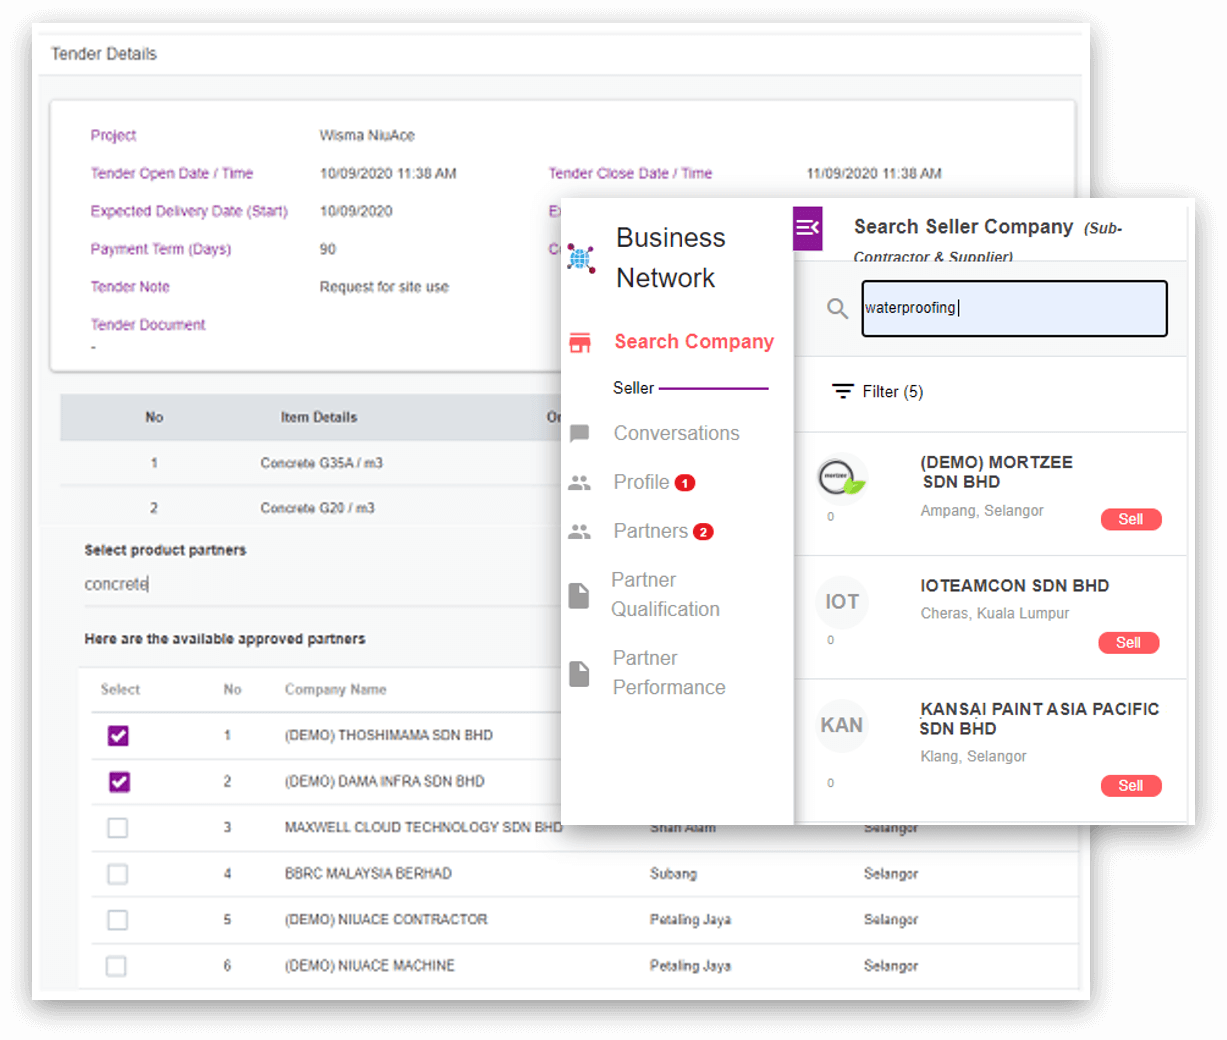 Tender Details
Project Wisma NiuAce
Tender Open Date / Time 10/09/2020 11:38 AM Tender Close Date / Time 11/09/2020 11:38 AM
Expected Delivery Date (Start) 10/09/2020
Payment Term (Days) 90
Tender Note Request for site use
Tender Document
-
No Item Details
1 Concrete G35A / m3
2 Concrete G20 / m3
Select product partners
concrete
Here are the available approved partners
Select No Company Name
1 (DEMO) THOSHIMAMA SDN BHD
2 (DEMO) DAMA INFRA SDN BHD
3 MAXWELL CLOUD TECHNOLOGY SDN BHD Shah Alam Selangor
4 BBRC MALAYSIA BERHAD Subang Selangor
5 (DEMO) NIUACE CONTRACTOR Petaling Jaya Selangor
6 (DEMO) NIUACE MACHINE Petaling Jaya Selangor
Business
Network
Search Company
Seller
Conversations
Profile 1
Partners 2
Partner
Qualification
Partner
Performance
Search Seller Company (Sub-
Contractor & Supplier)
waterproofing
Filter (5)
mortzee
(DEMO) MORTZEE
SDN BHD
Ampang, Selangor
0
Sell
IOT
IOTEAMCON SDN BHD
Cheras, Kuala Lumpur
0
Sell
KAN
KANSAI PAINT ASIA PACIFIC
SDN BHD
Klang, Selangor
0
Sell